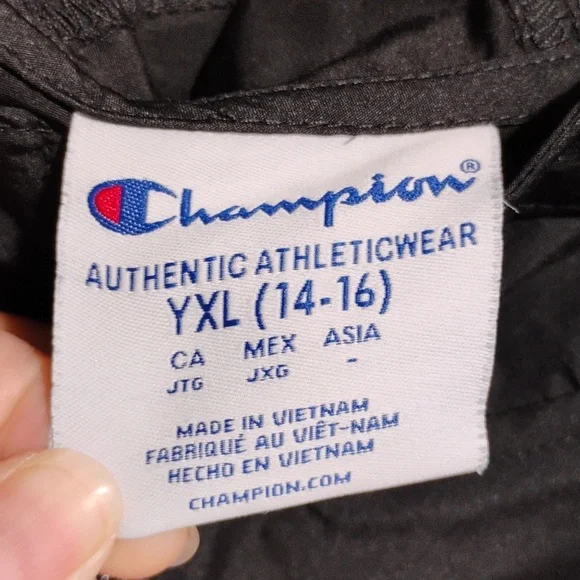 Champion®
AUTHENTIC ATHLETICWEAR
YXL (14-16)
CA MEX ASIA
JTG JXG -
MADE IN VIETNAM
FABRIQUÉ AU VIÊT-NAM
HECHO EN VIETNAM
CHAMPION.COM